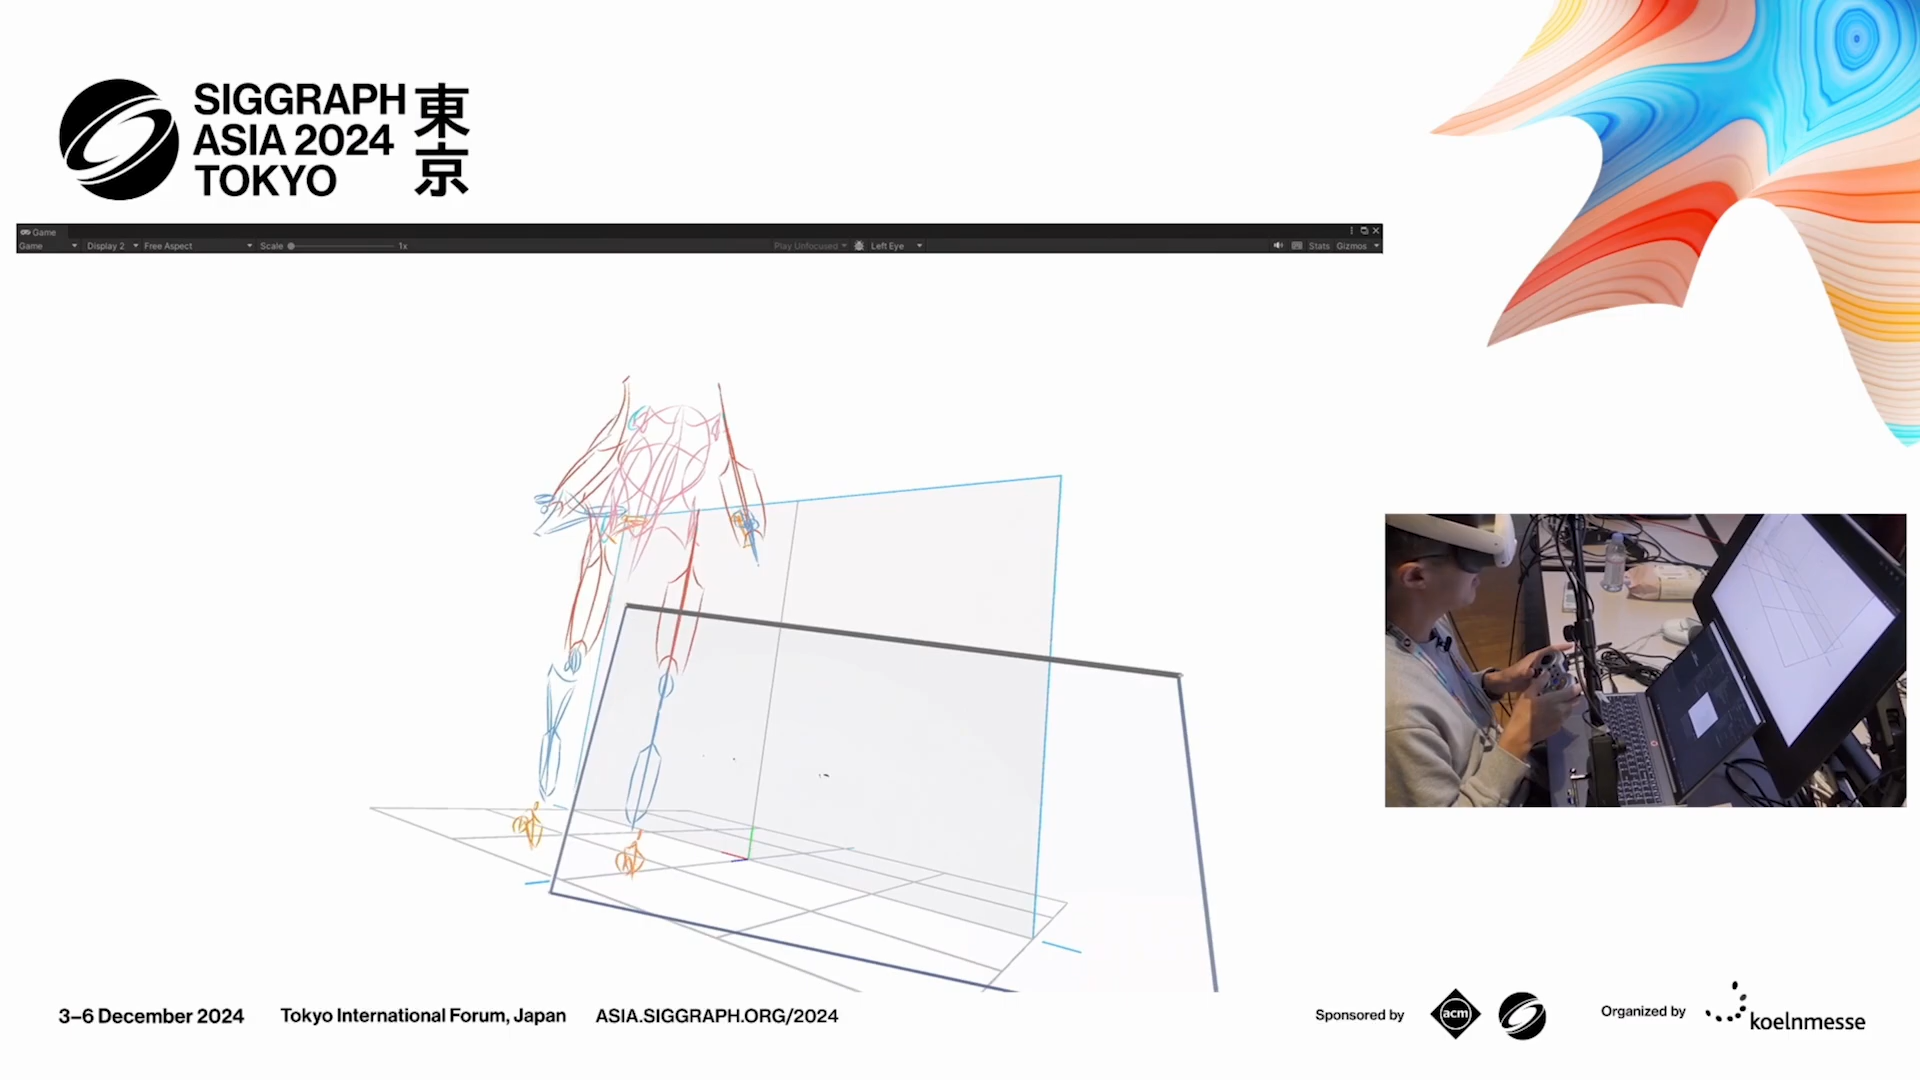 SIGGRAPH
ASIA 2024
TOKYO
東京
Game
Game Display 2 Free Aspect Scale 1x Play Unfocused Left Eye Stats Gizmos
3–6 December 2024 Tokyo International Forum, Japan ASIA.SIGGRAPH.ORG/2024
Sponsored by acm Organized by koelnmesse